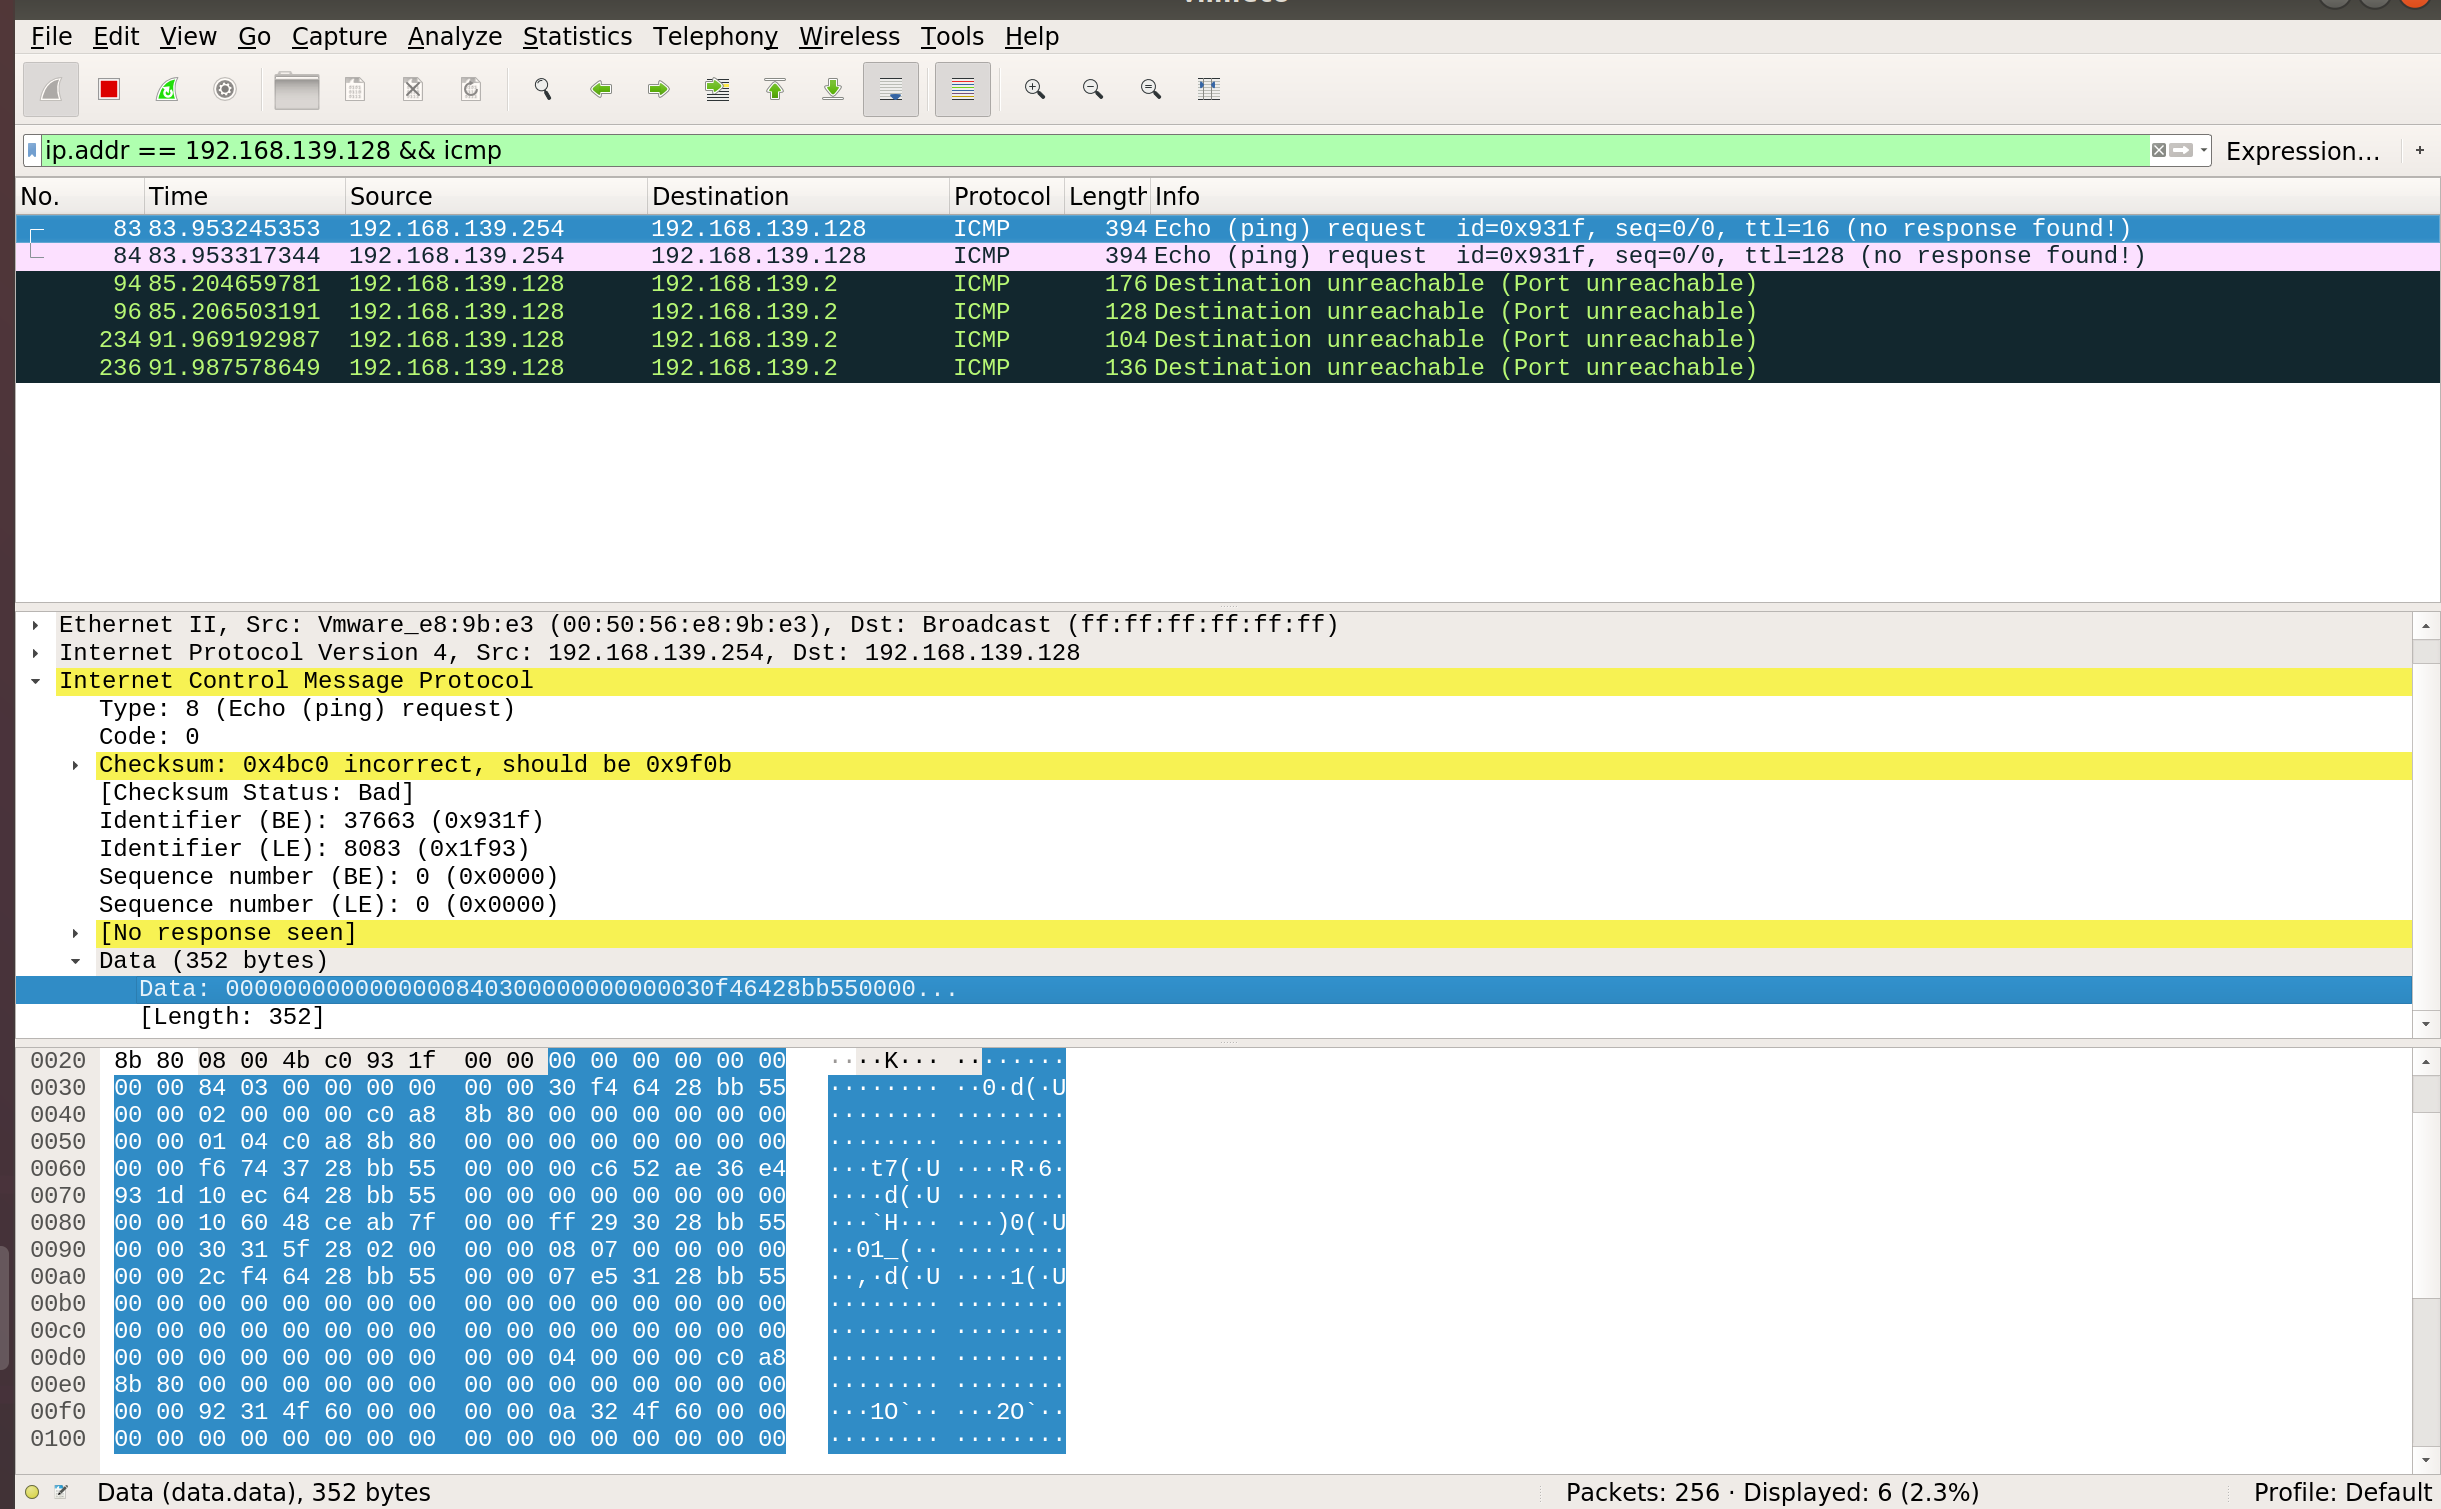 File Edit View Go Capture Analyze Statistics Telephony Wireless Tools Help
ip.addr == 192.168.139.128 && icmp Expression... +
No. Time Source Destination Protocol Length Info
83 83.953245353 192.168.139.254 192.168.139.128 ICMP 394 Echo (ping) request id=0x931f, seq=0/0, ttl=16 (no response found!)
84 83.953317344 192.168.139.254 192.168.139.128 ICMP 394 Echo (ping) request id=0x931f, seq=0/0, ttl=128 (no response found!)
94 85.204659781 192.168.139.128 192.168.139.2 ICMP 176 Destination unreachable (Port unreachable)
96 85.206503191 192.168.139.128 192.168.139.2 ICMP 128 Destination unreachable (Port unreachable)
234 91.969192987 192.168.139.128 192.168.139.2 ICMP 104 Destination unreachable (Port unreachable)
236 91.987578649 192.168.139.128 192.168.139.2 ICMP 136 Destination unreachable (Port unreachable)
Ethernet II, Src: Vmware_e8:9b:e3 (00:50:56:e8:9b:e3), Dst: Broadcast (ff:ff:ff:ff:ff:ff)
Internet Protocol Version 4, Src: 192.168.139.254, Dst: 192.168.139.128
Internet Control Message Protocol
Type: 8 (Echo (ping) request)
Code: 0
Checksum: 0x4bc0 incorrect, should be 0x9f0b
[Checksum Status: Bad]
Identifier (BE): 37663 (0x931f)
Identifier (LE): 8083 (0x1f93)
Sequence number (BE): 0 (0x0000)
Sequence number (LE): 0 (0x0000)
[No response seen]
Data (352 bytes)
Data: 000000000000000084030000000000000030f46428bb550000...
[Length: 352]
0020 8b 80 08 00 4b c0 93 1f 00 00 00 00 00 00 00 00 ····K··· ········
0030 00 00 84 03 00 00 00 00 00 00 30 f4 64 28 bb 55 ········ ··0·d(·U
0040 00 00 02 00 00 00 c0 a8 8b 80 00 00 00 00 00 00 ········ ········
0050 00 00 01 04 c0 a8 8b 80 00 00 00 00 00 00 00 00 ········ ········
0060 00 00 f6 74 37 28 bb 55 00 00 00 c6 52 ae 36 e4 ···t7(·U ····R·6·
0070 93 1d 10 ec 64 28 bb 55 00 00 00 00 00 00 00 00 ····d(·U ········
0080 00 00 10 60 48 ce ab 7f 00 00 ff 29 30 28 bb 55 ···`H··· ···)0(·U
0090 00 00 30 31 5f 28 02 00 00 00 08 07 00 00 00 00 ··01_(·· ········
00a0 00 00 2c f4 64 28 bb 55 00 00 07 e5 31 28 bb 55 ··,·d(·U ····1(·U
00b0 00 00 00 00 00 00 00 00 00 00 00 00 00 00 00 00 ········ ········
00c0 00 00 00 00 00 00 00 00 00 00 00 00 00 00 00 00 ········ ········
00d0 00 00 00 00 00 00 00 00 00 00 04 00 00 00 c0 a8 ········ ········
00e0 8b 80 00 00 00 00 00 00 00 00 00 00 00 00 00 00 ········ ········
00f0 00 00 92 31 4f 60 00 00 00 00 0a 32 4f 60 00 00 ···1O`·· ···2O`··
0100 00 00 00 00 00 00 00 00 00 00 00 00 00 00 00 00 ········ ········
Data (data.data), 352 bytes Packets: 256 · Displayed: 6 (2.3%) Profile: Default